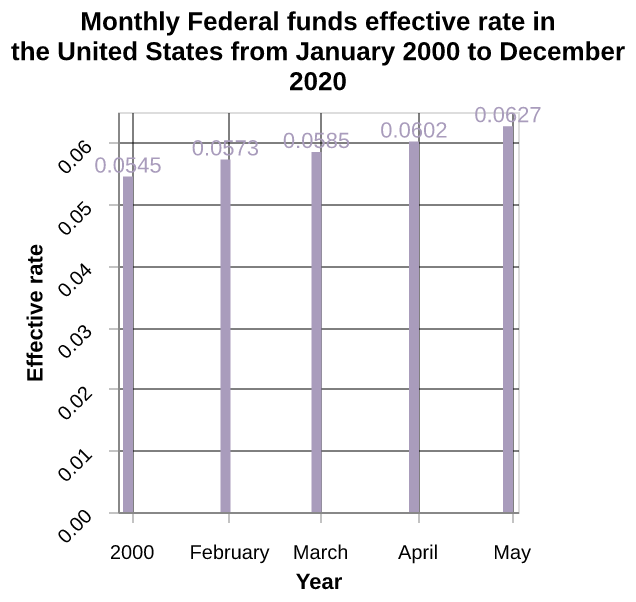 Monthly Federal funds effective rate in
the United States from January 2000 to December
2020
0.0627
0.0602
0.0585
0.0573
0.0545
0.06
0.05
0.04
0.03
0.02
0.01
0.00
Effective rate
2000 February March April May
Year